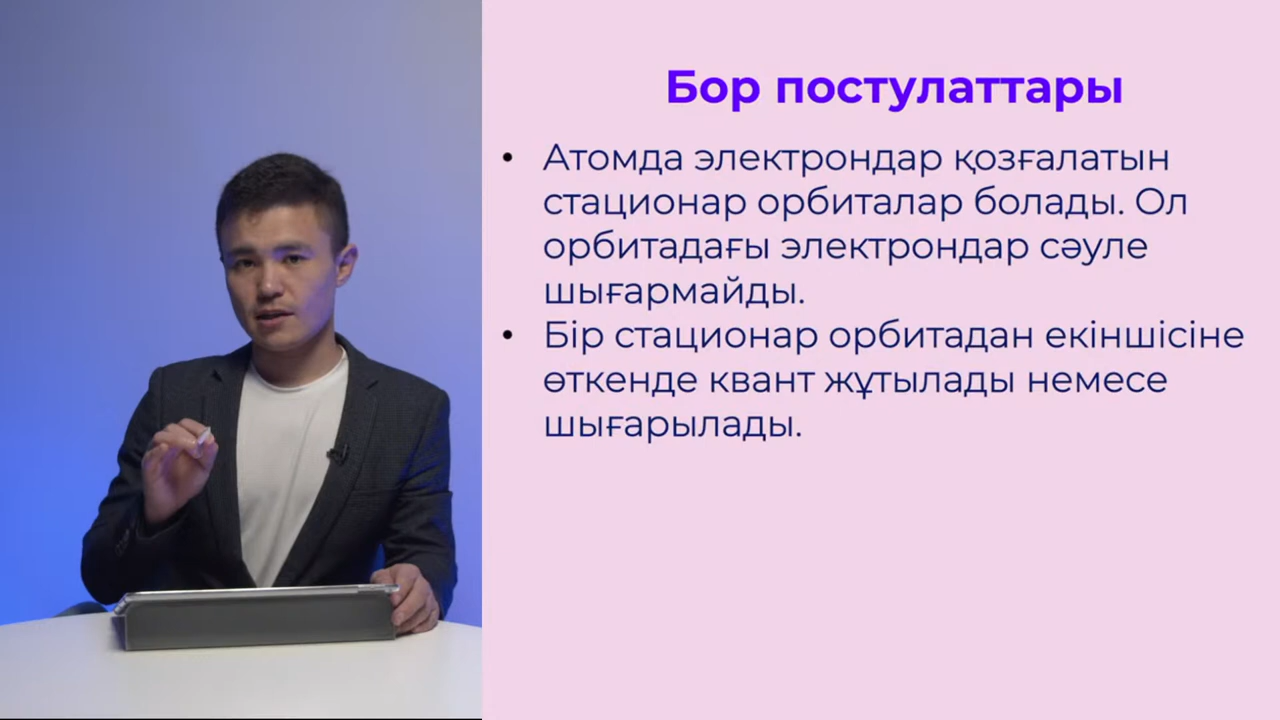 Бор постулаттары
• Атомда электрондар қозғалатын
стационар орбиталар болады. Ол
орбитадағы электрондар сәуле
шығармайды.
• Бір стационар орбитадан екіншісіне
өткенде квант жұтылады немесе
шығарылады.